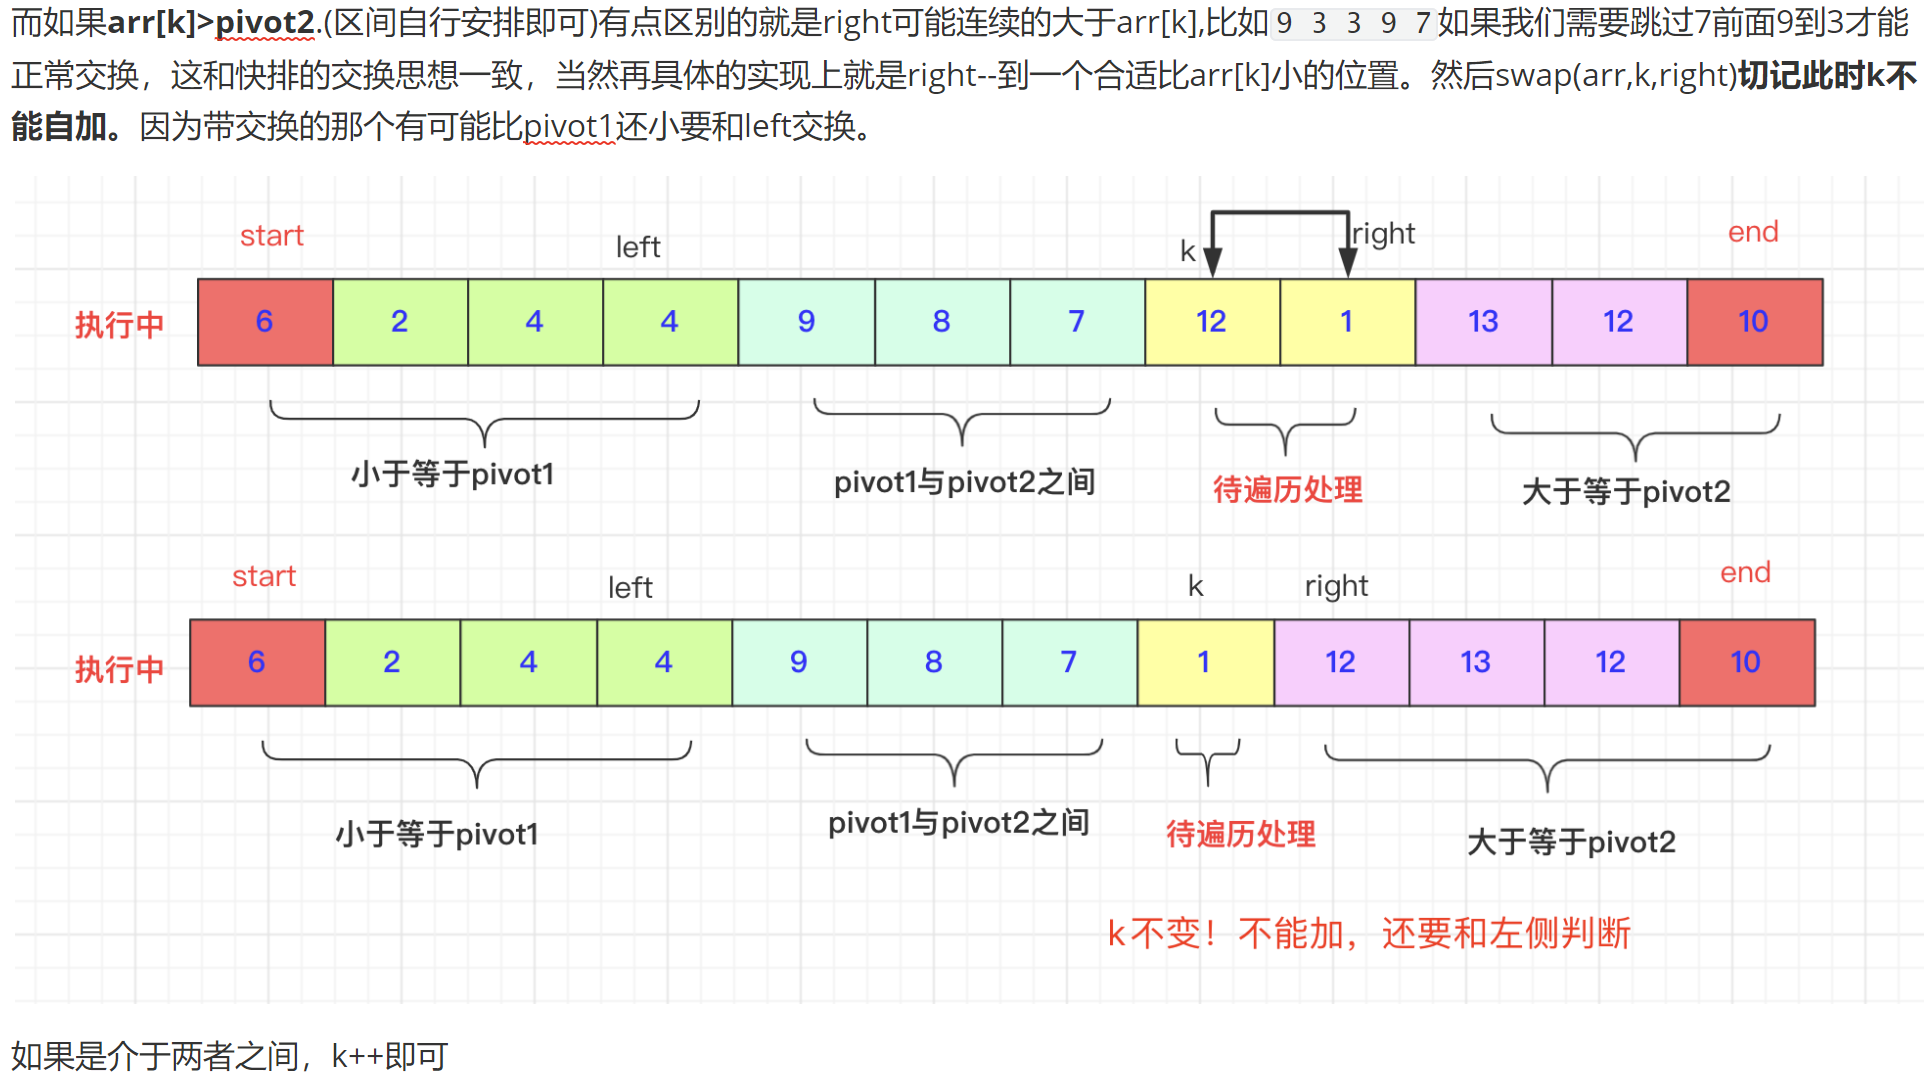 而如果arr[k]>pivot2.(区间自行安排即可)有点区别的就是right可能连续的大于arr[k],比如9 3 3 9 7如果我们需要跳过7前面9到3才能
正常交换，这和快排的交换思想一致，当然再具体的实现上就是right--到一个合适比arr[k]小的位置。然后swap(arr,k,right)切记此时k不
能自加。因为带交换的那个有可能比pivot1还小要和left交换。
start left k right end
执行中 6 2 4 4 9 8 7 12 1 13 12 10
小于等于pivot1 pivot1与pivot2之间 待遍历处理 大于等于pivot2
start left k right end
执行中 6 2 4 4 9 8 7 1 12 13 12 10
小于等于pivot1 pivot1与pivot2之间 待遍历处理 大于等于pivot2
k不变！不能加，还要和左侧判断
如果是介于两者之间，k++即可